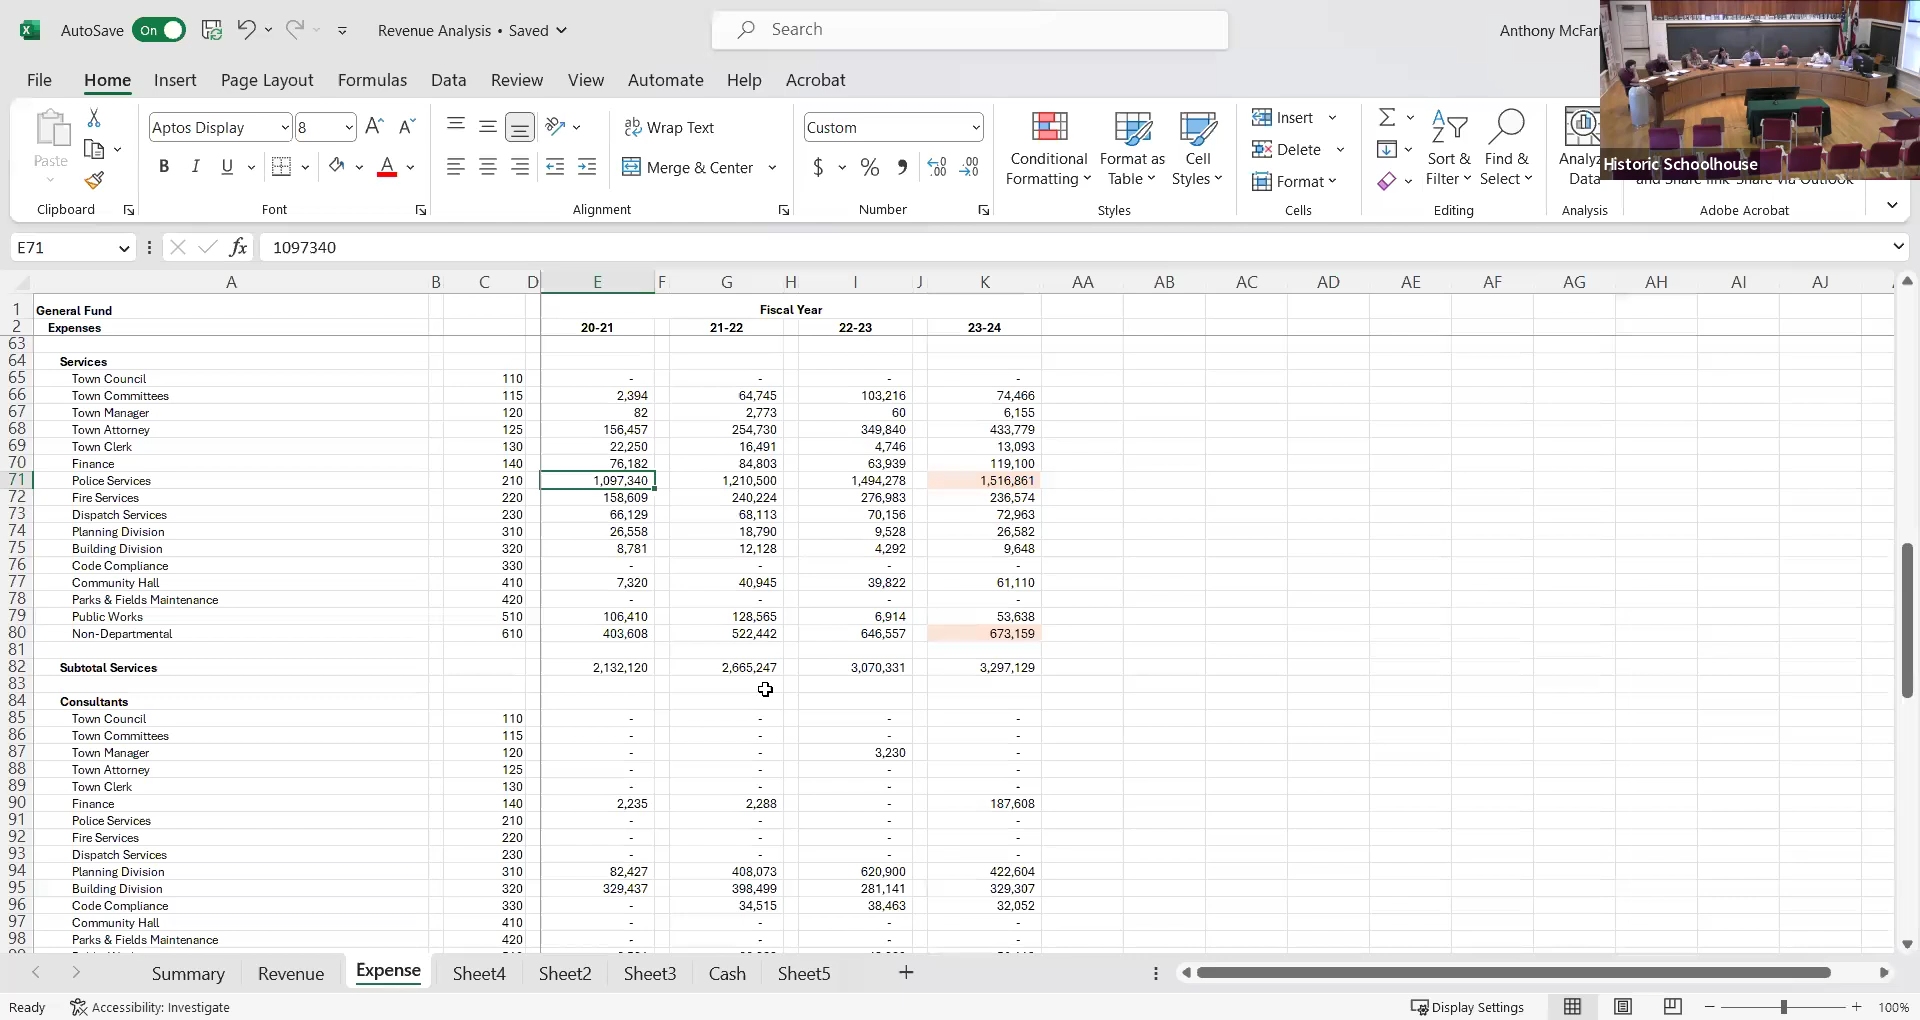 AutoSave On Revenue Analysis • Saved Search Anthony McFar
File Home Insert Page Layout Formulas Data Review View Automate Help Acrobat
Paste Aptos Display 8 Wrap Text Merge & Center Custom Conditional Formatting Format as Table Cell Styles Insert Delete Format Sort & Filter Find & Select Analyz Data
Historic Schoolhouse
and Share link Share via Outlook
Clipboard Font Alignment Number Styles Cells Editing Analysis Adobe Acrobat
E71 fx 1097340
A B C D E F G H I J K AA AB AC AD AE AF AG AH AI AJ
1 General Fund Fiscal Year
2 Expenses 20-21 21-22 22-23 23-24
63
64 Services
65 Town Council 110 - - - -
66 Town Committees 115 2,394 64,745 103,216 74,466
67 Town Manager 120 82 2,773 60 6,155
68 Town Attorney 125 156,457 254,730 349,840 433,779
69 Town Clerk 130 22,250 16,491 4,746 13,093
70 Finance 140 76,182 84,803 63,939 119,100
71 Police Services 210 1,097,340 1,210,500 1,494,278 1,516,861
72 Fire Services 220 158,609 240,224 276,983 236,574
73 Dispatch Services 230 66,129 68,113 70,156 72,963
74 Planning Division 310 26,558 18,790 9,528 26,582
75 Building Division 320 8,781 12,128 4,292 9,648
76 Code Compliance 330 - - - -
77 Community Hall 410 7,320 40,945 39,822 61,110
78 Parks & Fields Maintenance 420 - - - -
79 Public Works 510 106,410 128,565 6,914 53,638
80 Non-Departmental 610 403,608 522,442 646,557 673,159
81
82 Subtotal Services 2,132,120 2,665,247 3,070,331 3,297,129
83
84 Consultants
85 Town Council 110 - - - -
86 Town Committees 115 - - - -
87 Town Manager 120 - - 3,230 -
88 Town Attorney 125 - - - -
89 Town Clerk 130 - - - -
90 Finance 140 2,235 2,288 - 187,608
91 Police Services 210 - - - -
92 Fire Services 220 - - - -
93 Dispatch Services 230 - - - -
94 Planning Division 310 82,427 408,073 620,900 422,604
95 Building Division 320 329,437 398,499 281,141 329,307
96 Code Compliance 330 - 34,515 38,463 32,052
97 Community Hall 410 - - - -
98 Parks & Fields Maintenance 420 - - - -
Summary Revenue Expense Sheet4 Sheet2 Sheet3 Cash Sheet5
Ready Accessibility: Investigate Display Settings 100%